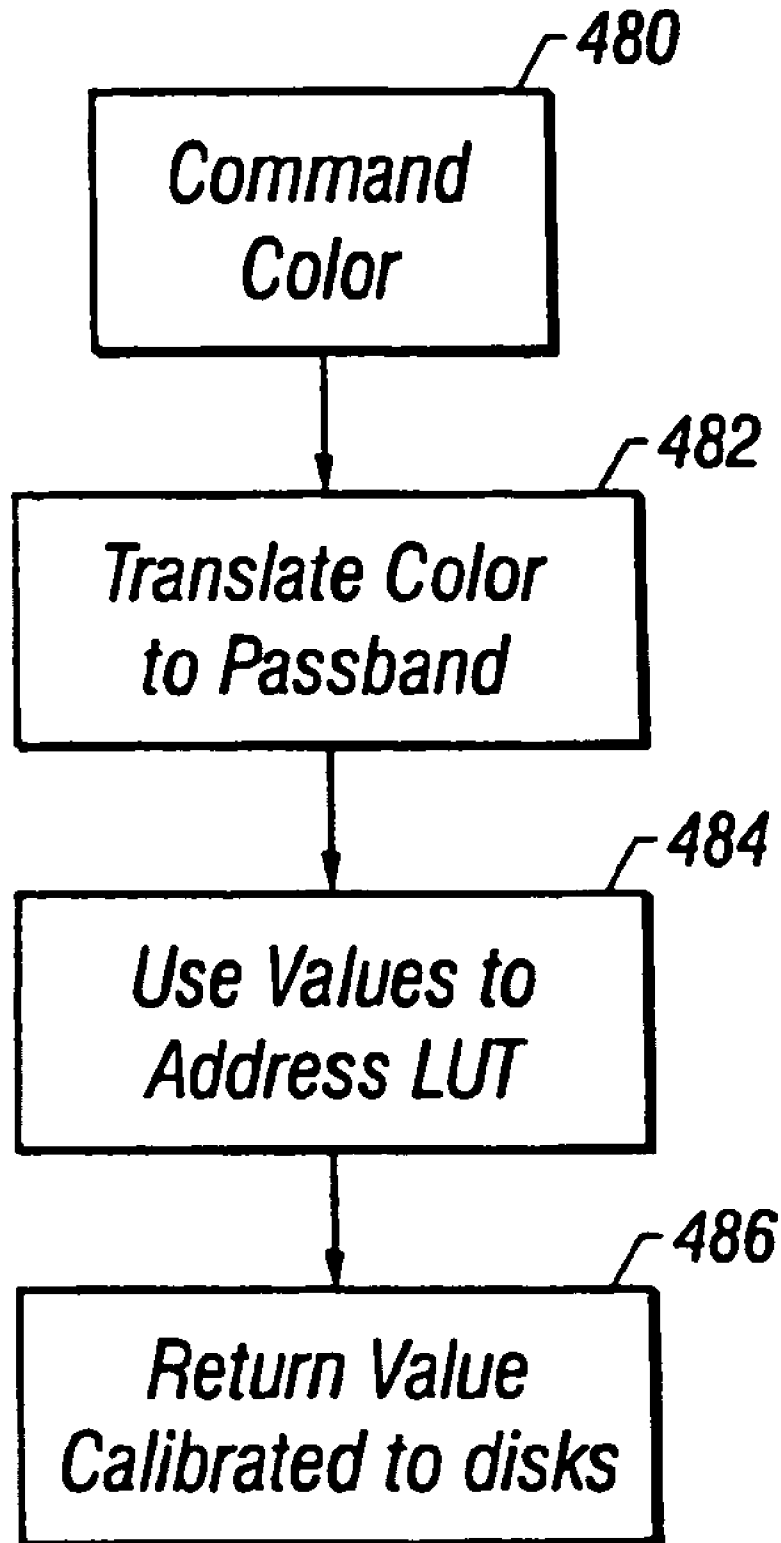 480
Command
Color
482
Translate Color
to Passband
484
Use Values to
Address LUT
486
Return Value
Calibrated to disks